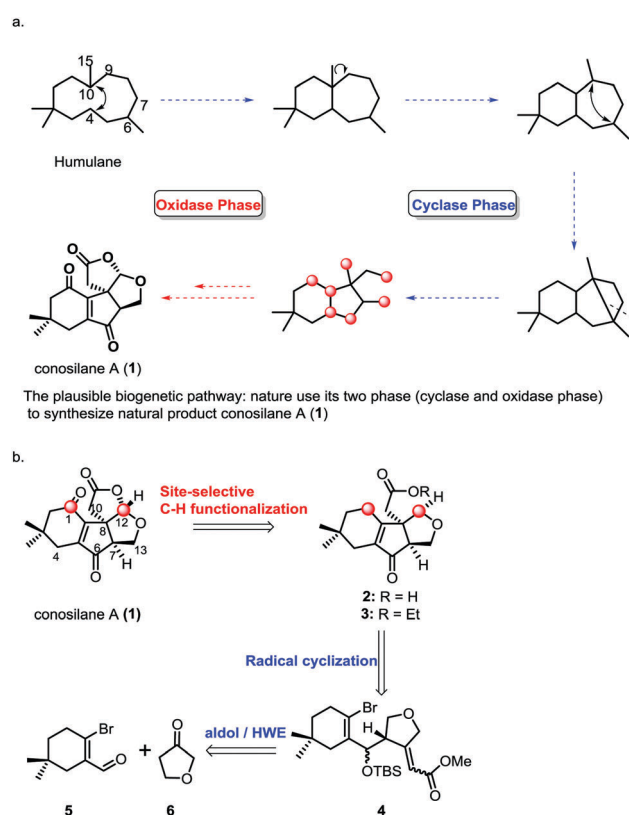 a.
15
9
10
7
4
6
Humulane
Oxidase Phase
Cyclase Phase
O
O
O
O
O
conosilane A (1)
The plausible biogenetic pathway: nature use its two phase (cyclase and oxidase phase)
to synthesize natural product conosilane A (1)
b.
O
O
O
H
10
12
O
1
8
13
4
6
7
H
O
conosilane A (1)
Site-selective
C-H functionalization
O
OR
H
O
H
O
2: R = H
3: R = Et
Radical cyclization
Br
O
5
+
O
6
aldol / HWE
Br
O
H
OTBS
OMe
O
4